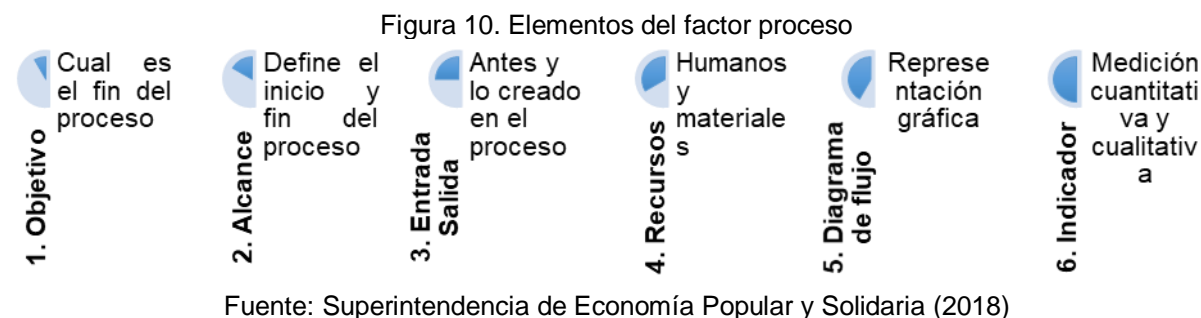 Figura 10. Elementos del factor proceso
1. Objetivo
Cual es
el fin del
proceso
2. Alcance
Define el
inicio y
fin del
proceso
3. Entrada
Salida
Antes y
lo creado
en el
proceso
4. Recursos
Humanos
y
materiale
s
5. Diagrama
de flujo
Represe
ntación
gráfica
6. Indicador
Medición
cuantitati
va y
cualitativ
a
Fuente: Superintendencia de Economía Popular y Solidaria (2018)